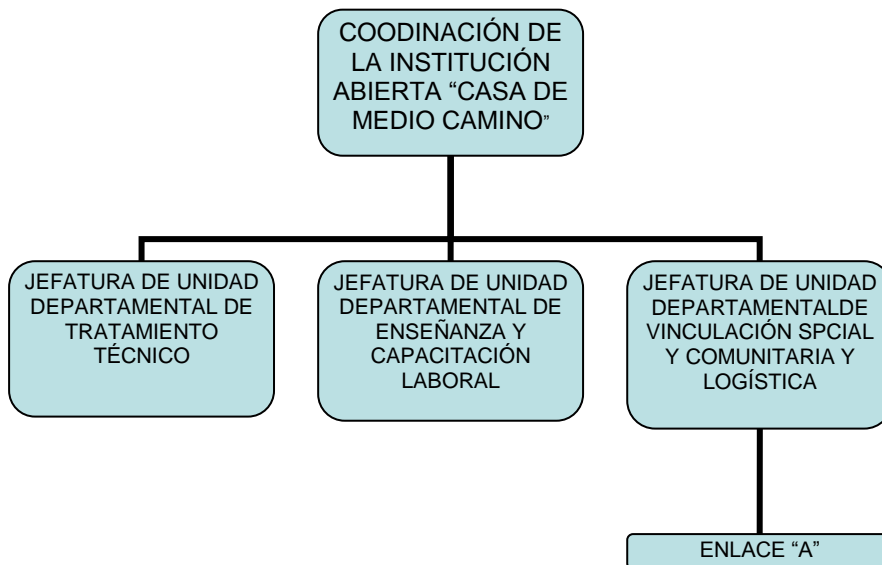 COODINACIÓN DE
LA INSTITUCIÓN
ABIERTA “CASA DE
MEDIO CAMINO”
JEFATURA DE UNIDAD
DEPARTAMENTAL DE
TRATAMIENTO
TÉCNICO
JEFATURA DE UNIDAD
DEPARTAMENTAL DE
ENSEÑANZA Y
CAPACITACIÓN
LABORAL
JEFATURA DE UNIDAD
DEPARTAMENTALDE
VINCULACIÓN SPCIAL
Y COMUNITARIA Y
LOGÍSTICA
ENLACE “A”